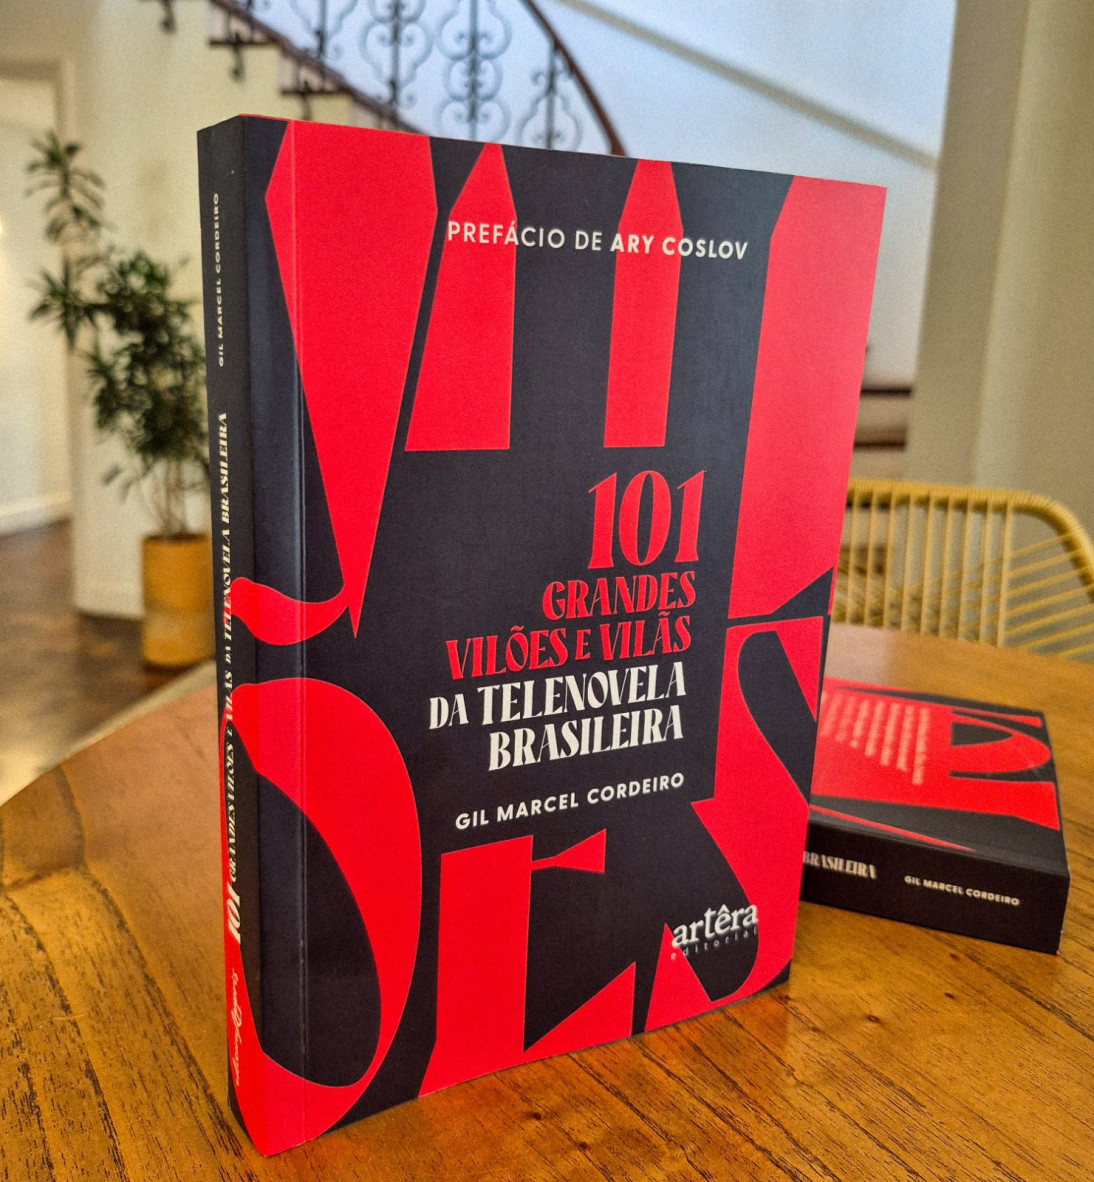 PREFÁCIO DE ARY COSLOV
101
GRANDES
VILÕES E VILÃS
DA TELENOVELA
BRASILEIRA
GIL MARCEL CORDEIRO
artêra
editorial
GIL MARCEL CORDEIRO
101 GRANDES VILÕES E VILÃS DA TELENOVELA BRASILEIRA
BRASILEIRA GIL MARCEL CORDEIRO